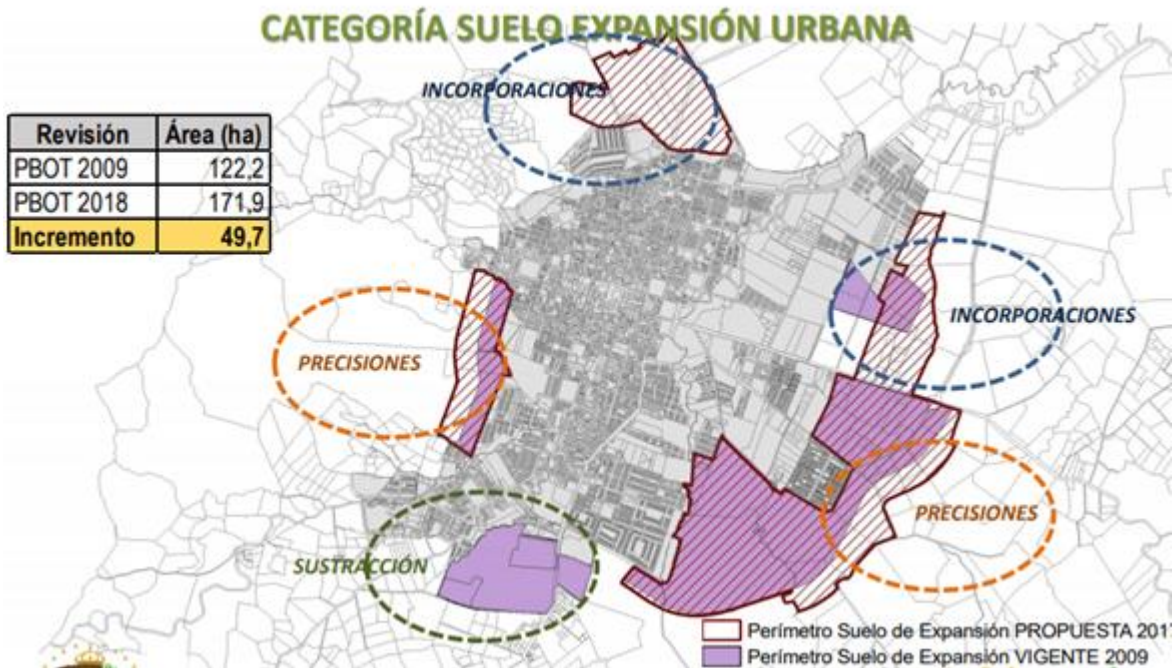 CATEGORÍA SUELO EXPANSIÓN URBANA
INCORPORACIONES
Revisión Área (ha)
PBOT 2009 122,2
PBOT 2018 171,9
Incremento 49,7
INCORPORACIONES
PRECISIONES
PRECISIONES
SUSTRACCIÓN
Perímetro Suelo de Expansión PROPUESTA 2017
Perímetro Suelo de Expansión VIGENTE 2009